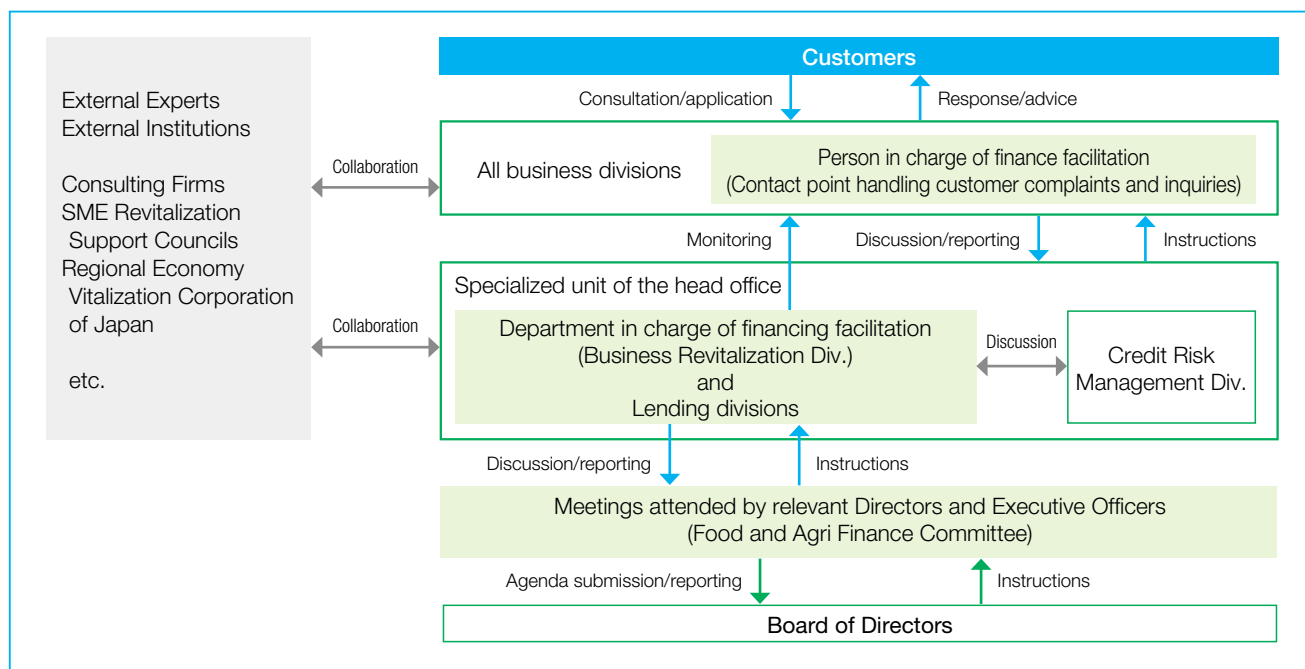 External Experts
External Institutions
Consulting Firms
SME Revitalization
Support Councils
Regional Economy
Vitalization Corporation
of Japan
etc.
Collaboration
Collaboration
Customers
Consultation/application
Response/advice
All business divisions
Person in charge of finance facilitation
(Contact point handling customer complaints and inquiries)
Monitoring
Discussion/reporting
Instructions
Specialized unit of the head office
Department in charge of financing facilitation
(Business Revitalization Div.)
and
Lending divisions
Discussion
Credit Risk
Management Div.
Discussion/reporting
Instructions
Meetings attended by relevant Directors and Executive Officers
(Food and Agri Finance Committee)
Agenda submission/reporting
Instructions
Board of Directors